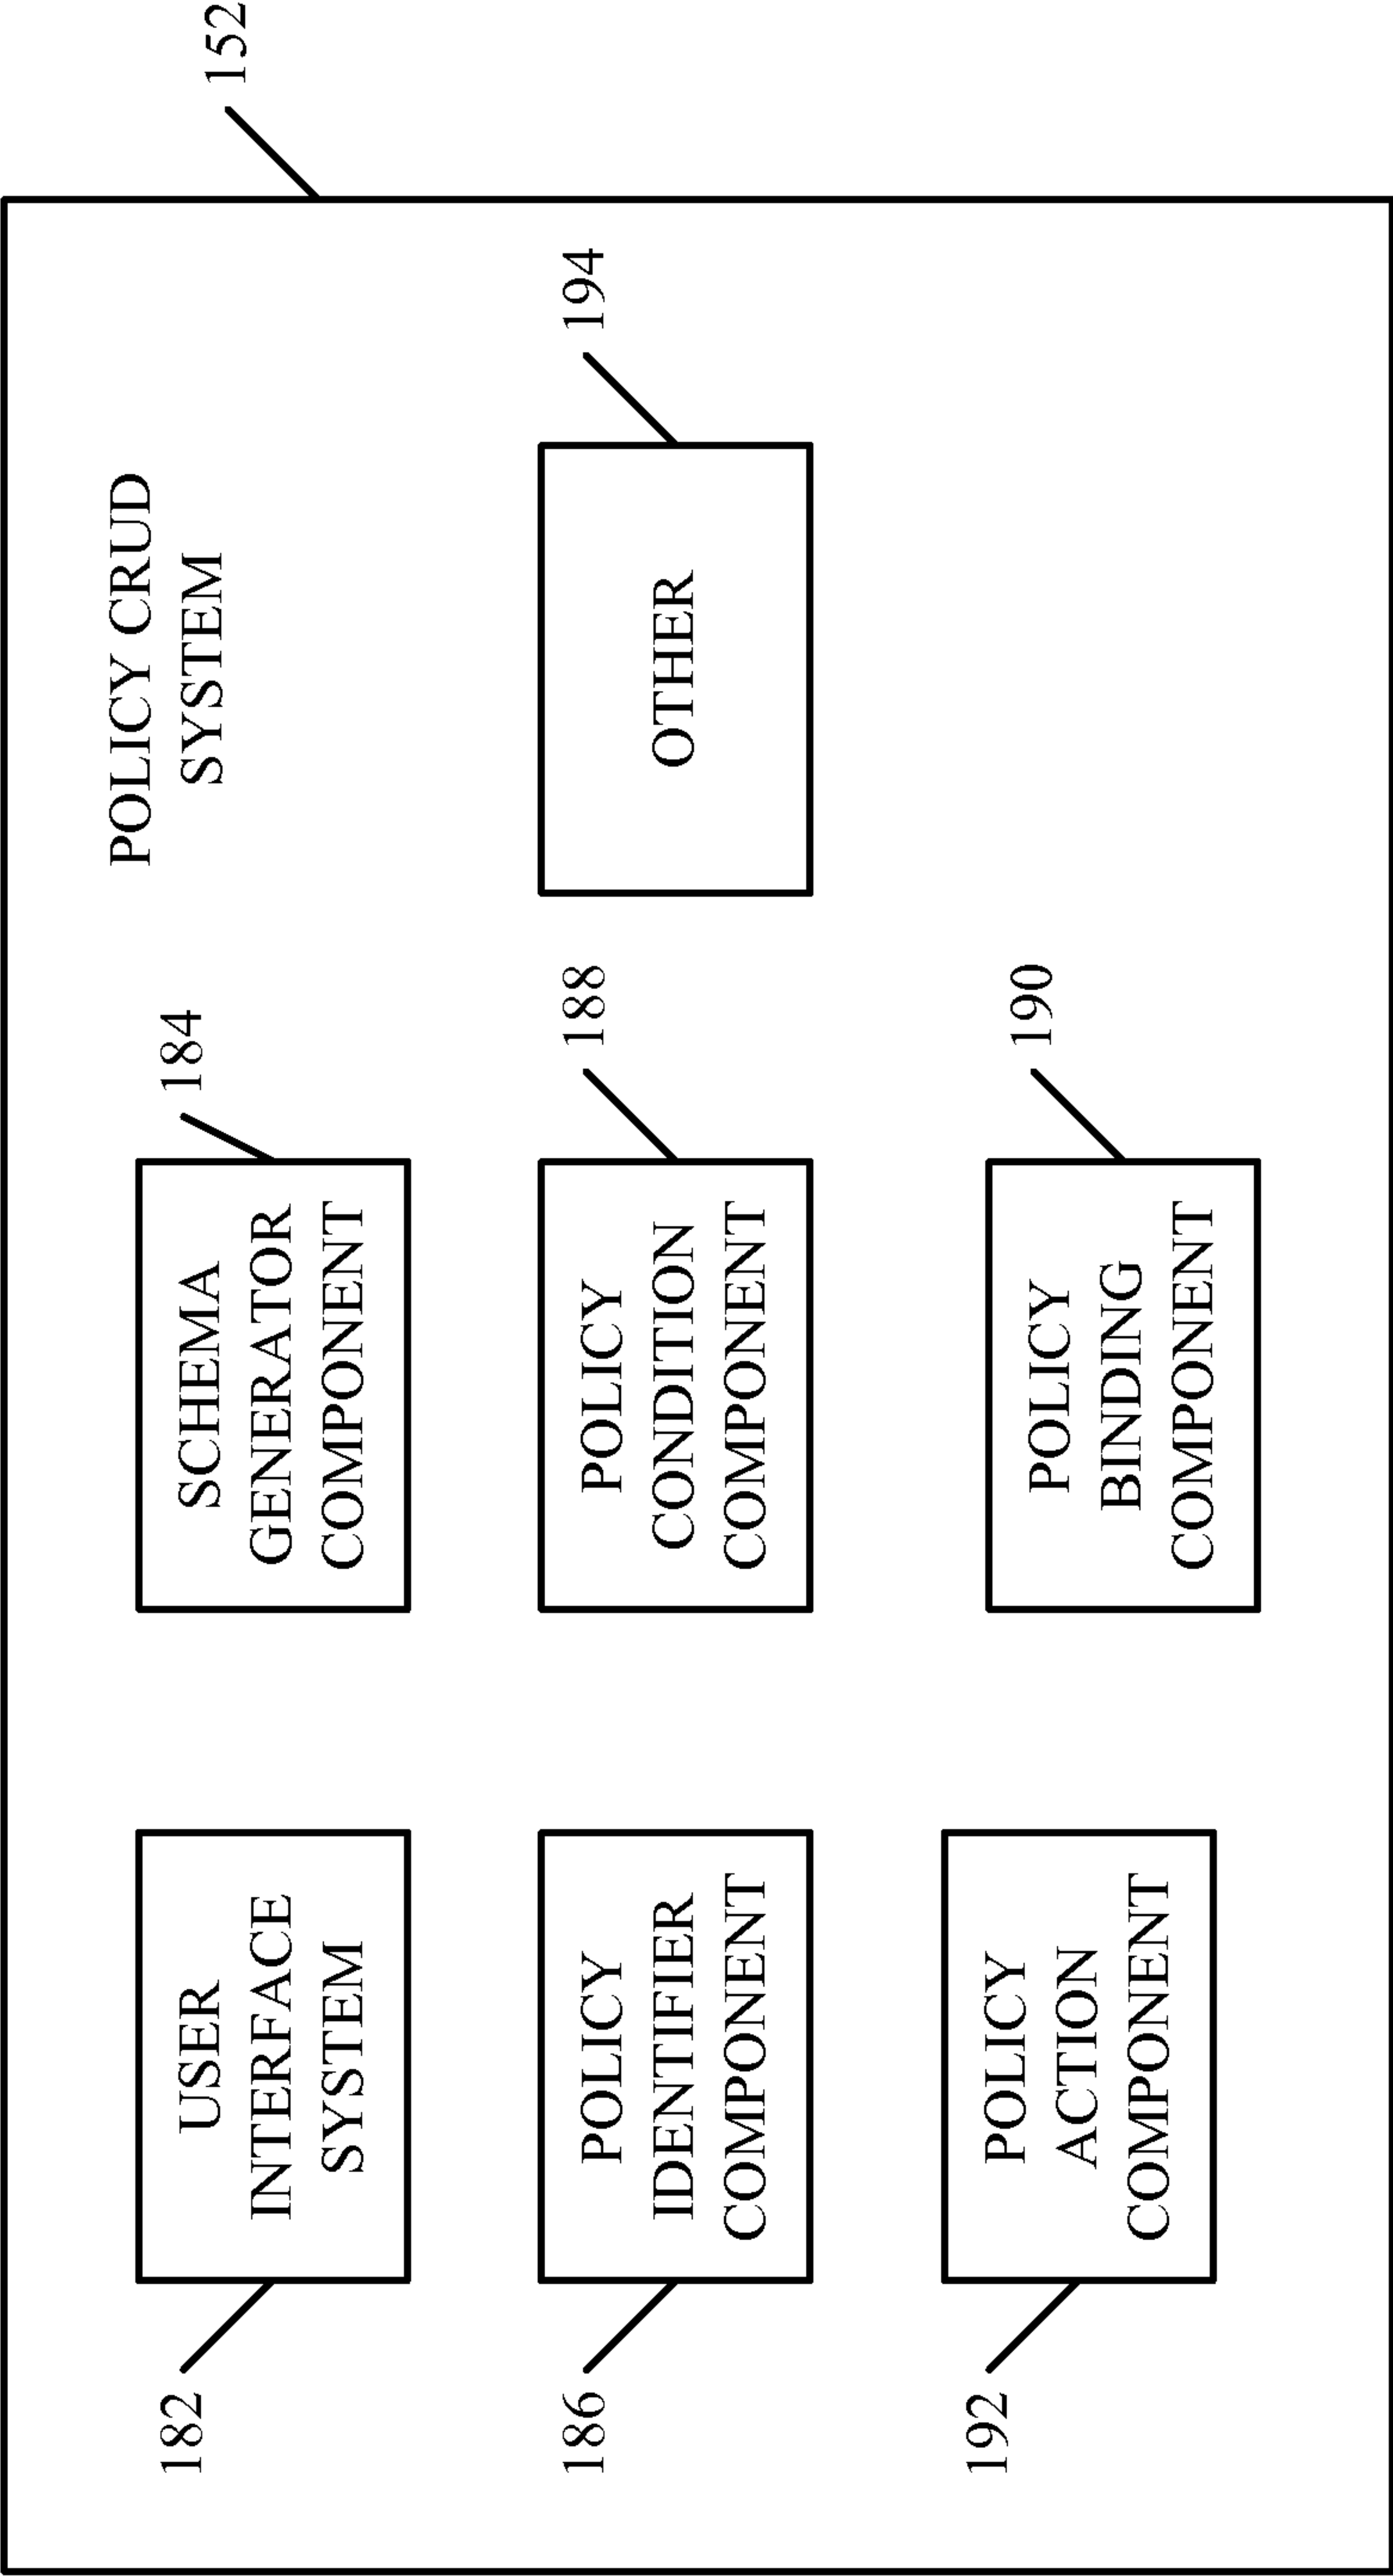 POLICY CRUD
SYSTEM
152
182
USER
INTERFACE
SYSTEM
SCHEMA
GENERATOR
COMPONENT
184
186
POLICY
IDENTIFIER
COMPONENT
POLICY
CONDITION
COMPONENT
188
OTHER
194
192
POLICY
ACTION
COMPONENT
POLICY
BINDING
COMPONENT
190